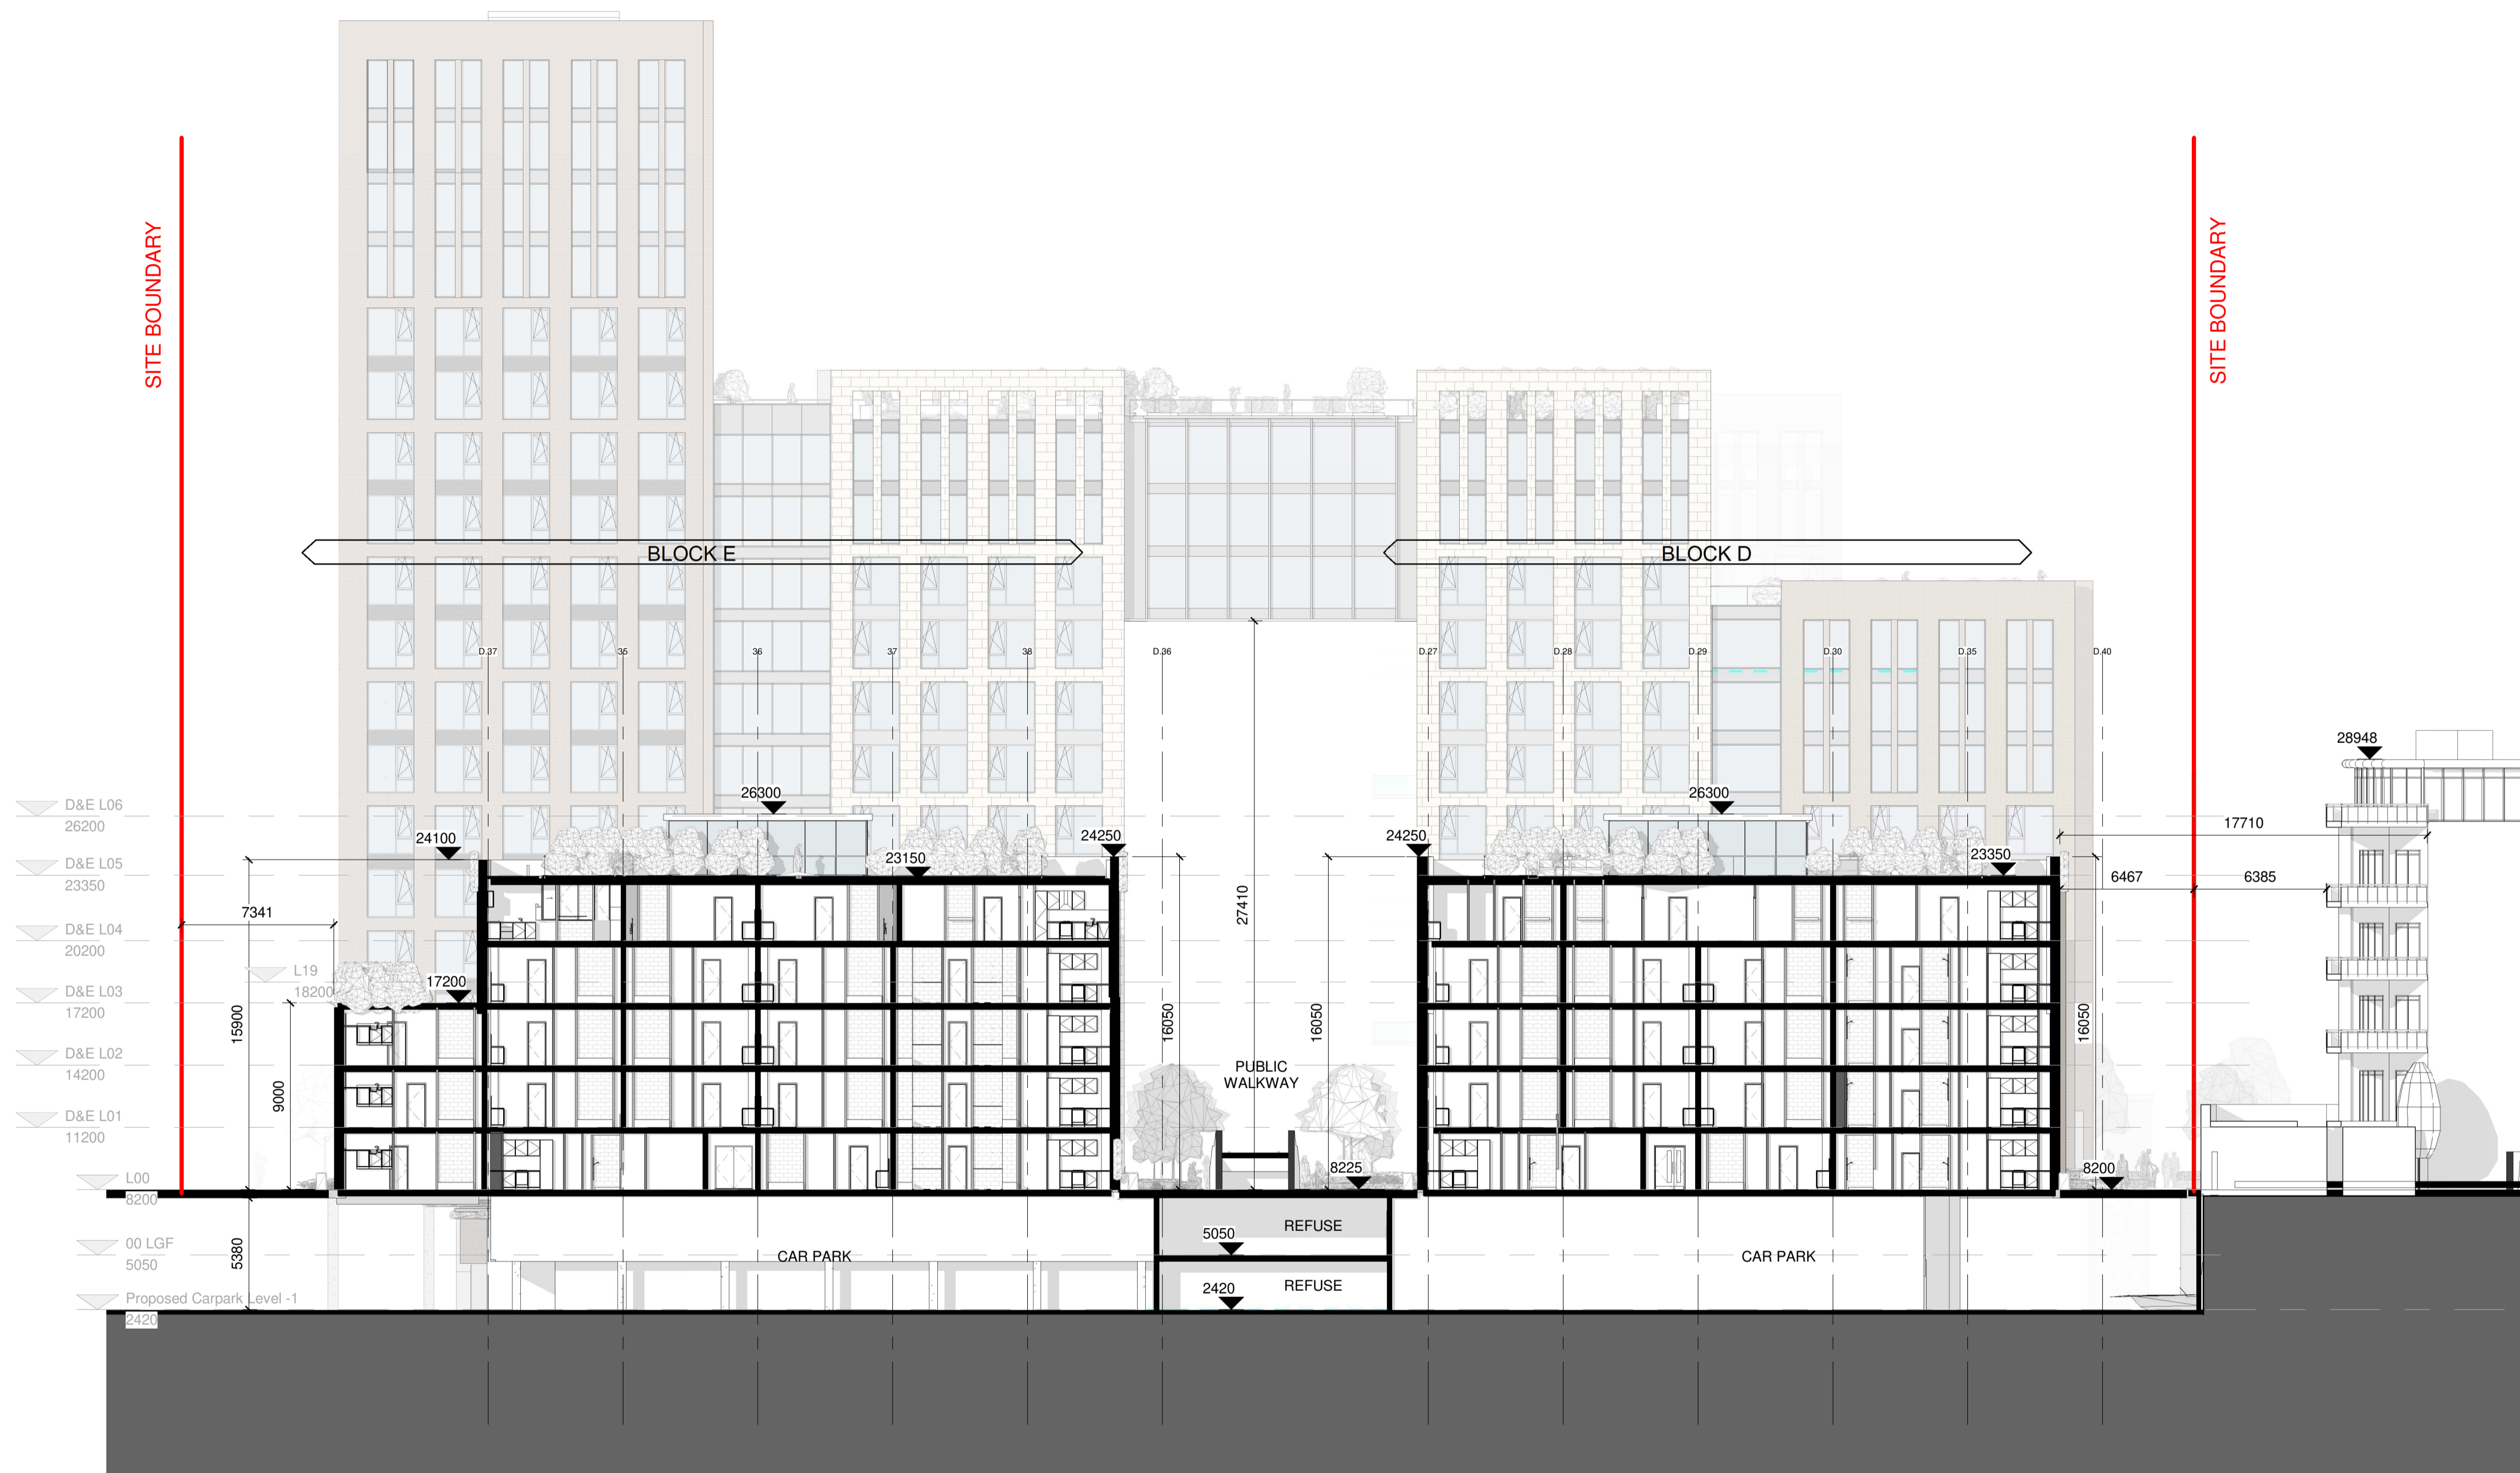 SITE BOUNDARY
SITE BOUNDARY
BLOCK E
BLOCK D
D.37
35
36
37
38
D.36
D.27
D.28
D.29
D.30
D.35
D.40
28948
26300
26300
D&E L06
26200
24100
24250
24250
17710
23150
23350
D&E L05
23350
7341
27410
6467
6385
D&E L04
20200
L19
18200
17200
D&E L03
17200
15900
16050
16050
16050
D&E L02
14200
PUBLIC
WALKWAY
9000
D&E L01
11200
8225
8200
L00
8200
REFUSE
5050
00 LGF
5050
5380
CAR PARK
CAR PARK
REFUSE
2420
Proposed Carpark Level -1
2420